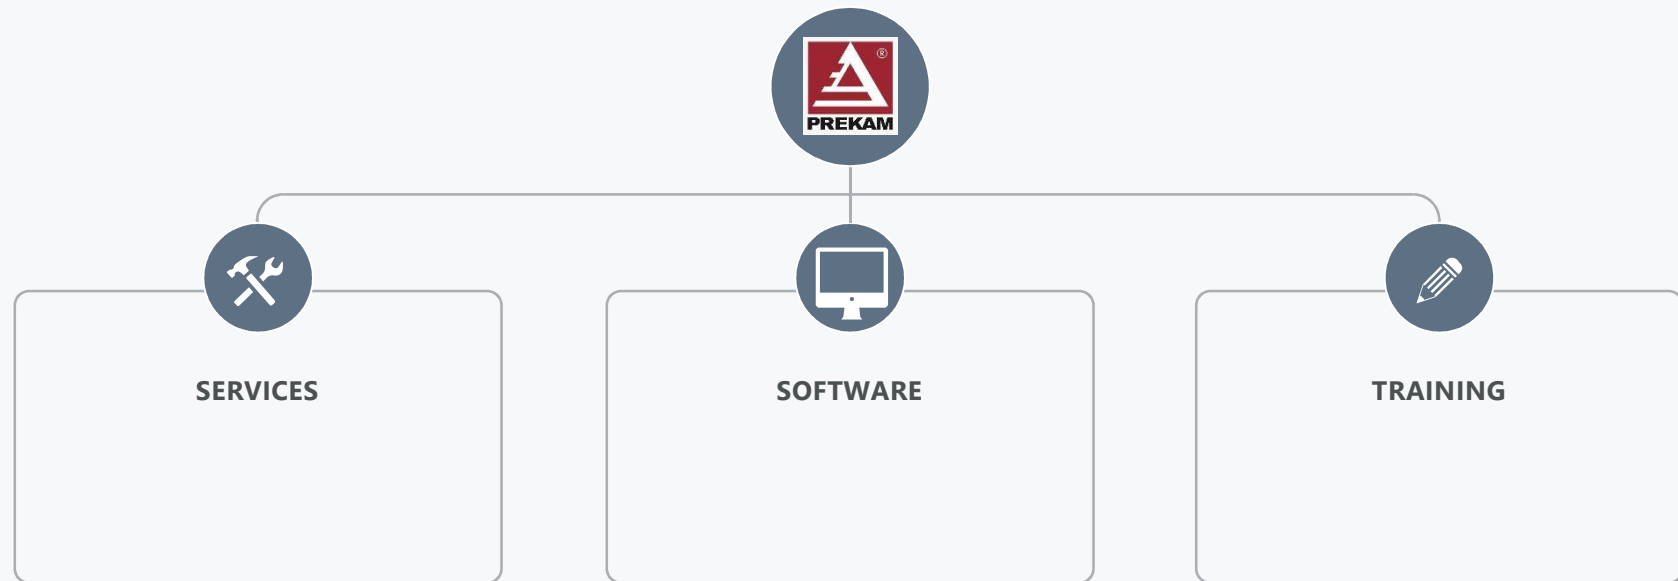 ®
PREKAM
SERVICES
SOFTWARE
TRAINING